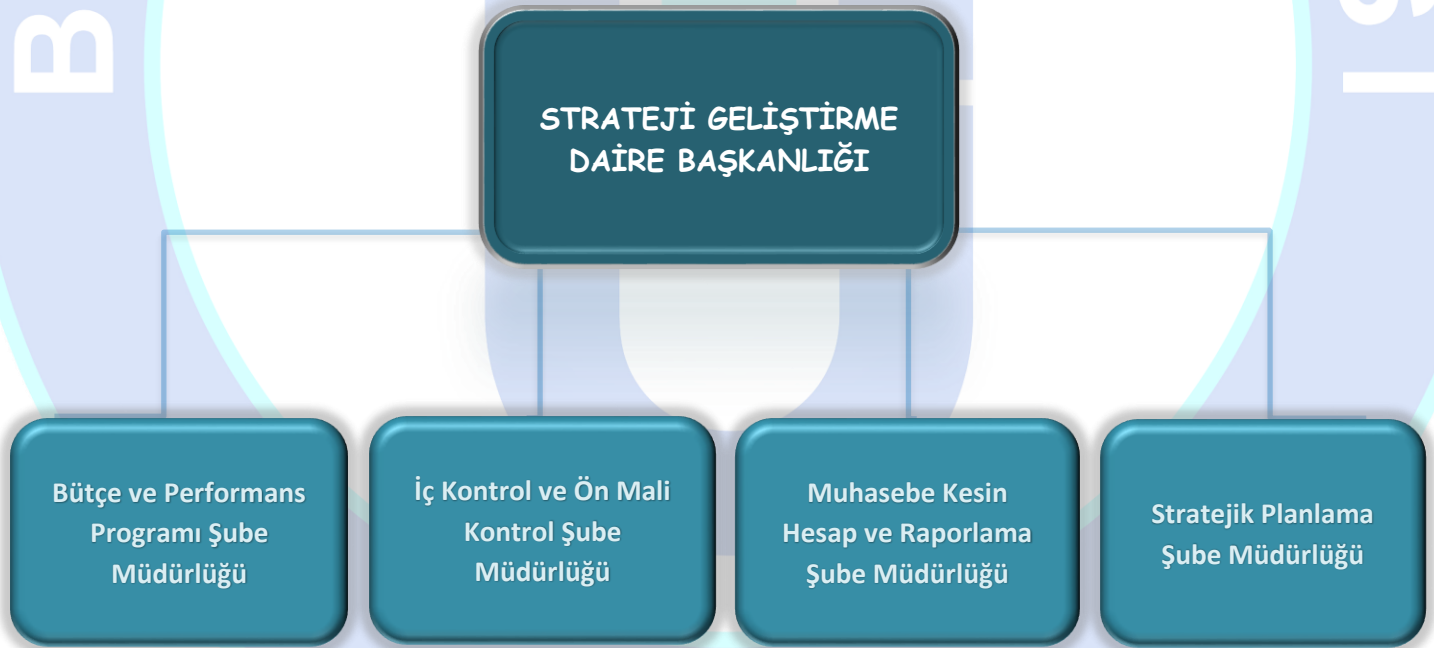 B
IS
STRATEJİ GELİŞTİRME
DAİRE BAŞKANLIĞI
Bütçe ve Performans
Programı Şube
Müdürlüğü
İç Kontrol ve Ön Mali
Kontrol Şube
Müdürlüğü
Muhasebe Kesin
Hesap ve Raporlama
Şube Müdürlüğü
Stratejik Planlama
Şube Müdürlüğü